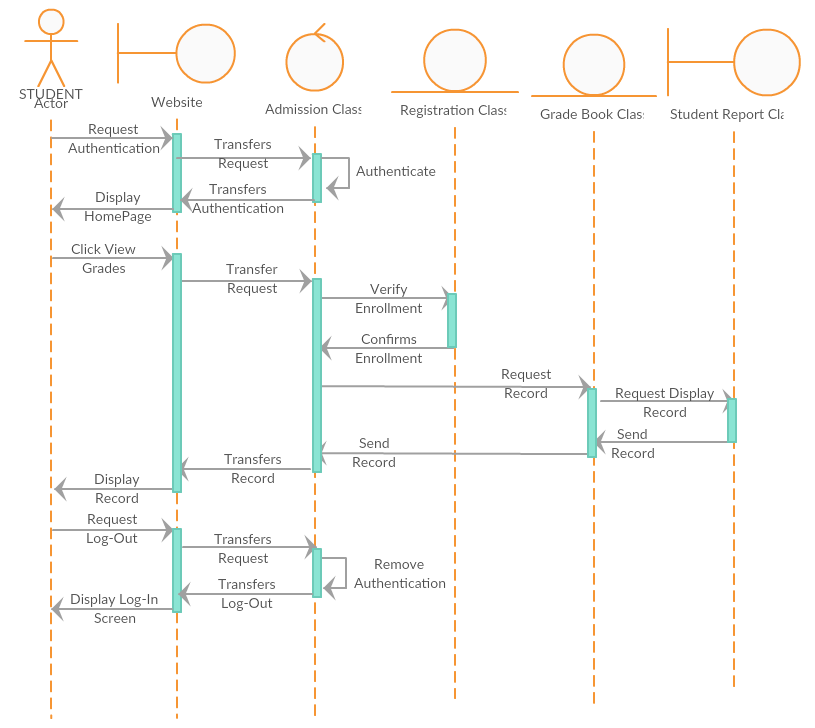 STUDENT
Actor
Website
Admission Class
Registration Class
Grade Book Clas
Student Report Cla
Request
Authentication
Transfers
Request
Authenticate
Transfers
Authentication
Display
HomePage
Click View
Grades
Transfer
Request
Verify
Enrollment
Confirms
Enrollment
Request
Record
Request Display
Record
Send
Record
Send
Record
Transfers
Record
Display
Record
Request
Log-Out
Transfers
Request
Remove
Authentication
Transfers
Log-Out
Display Log-In
Screen